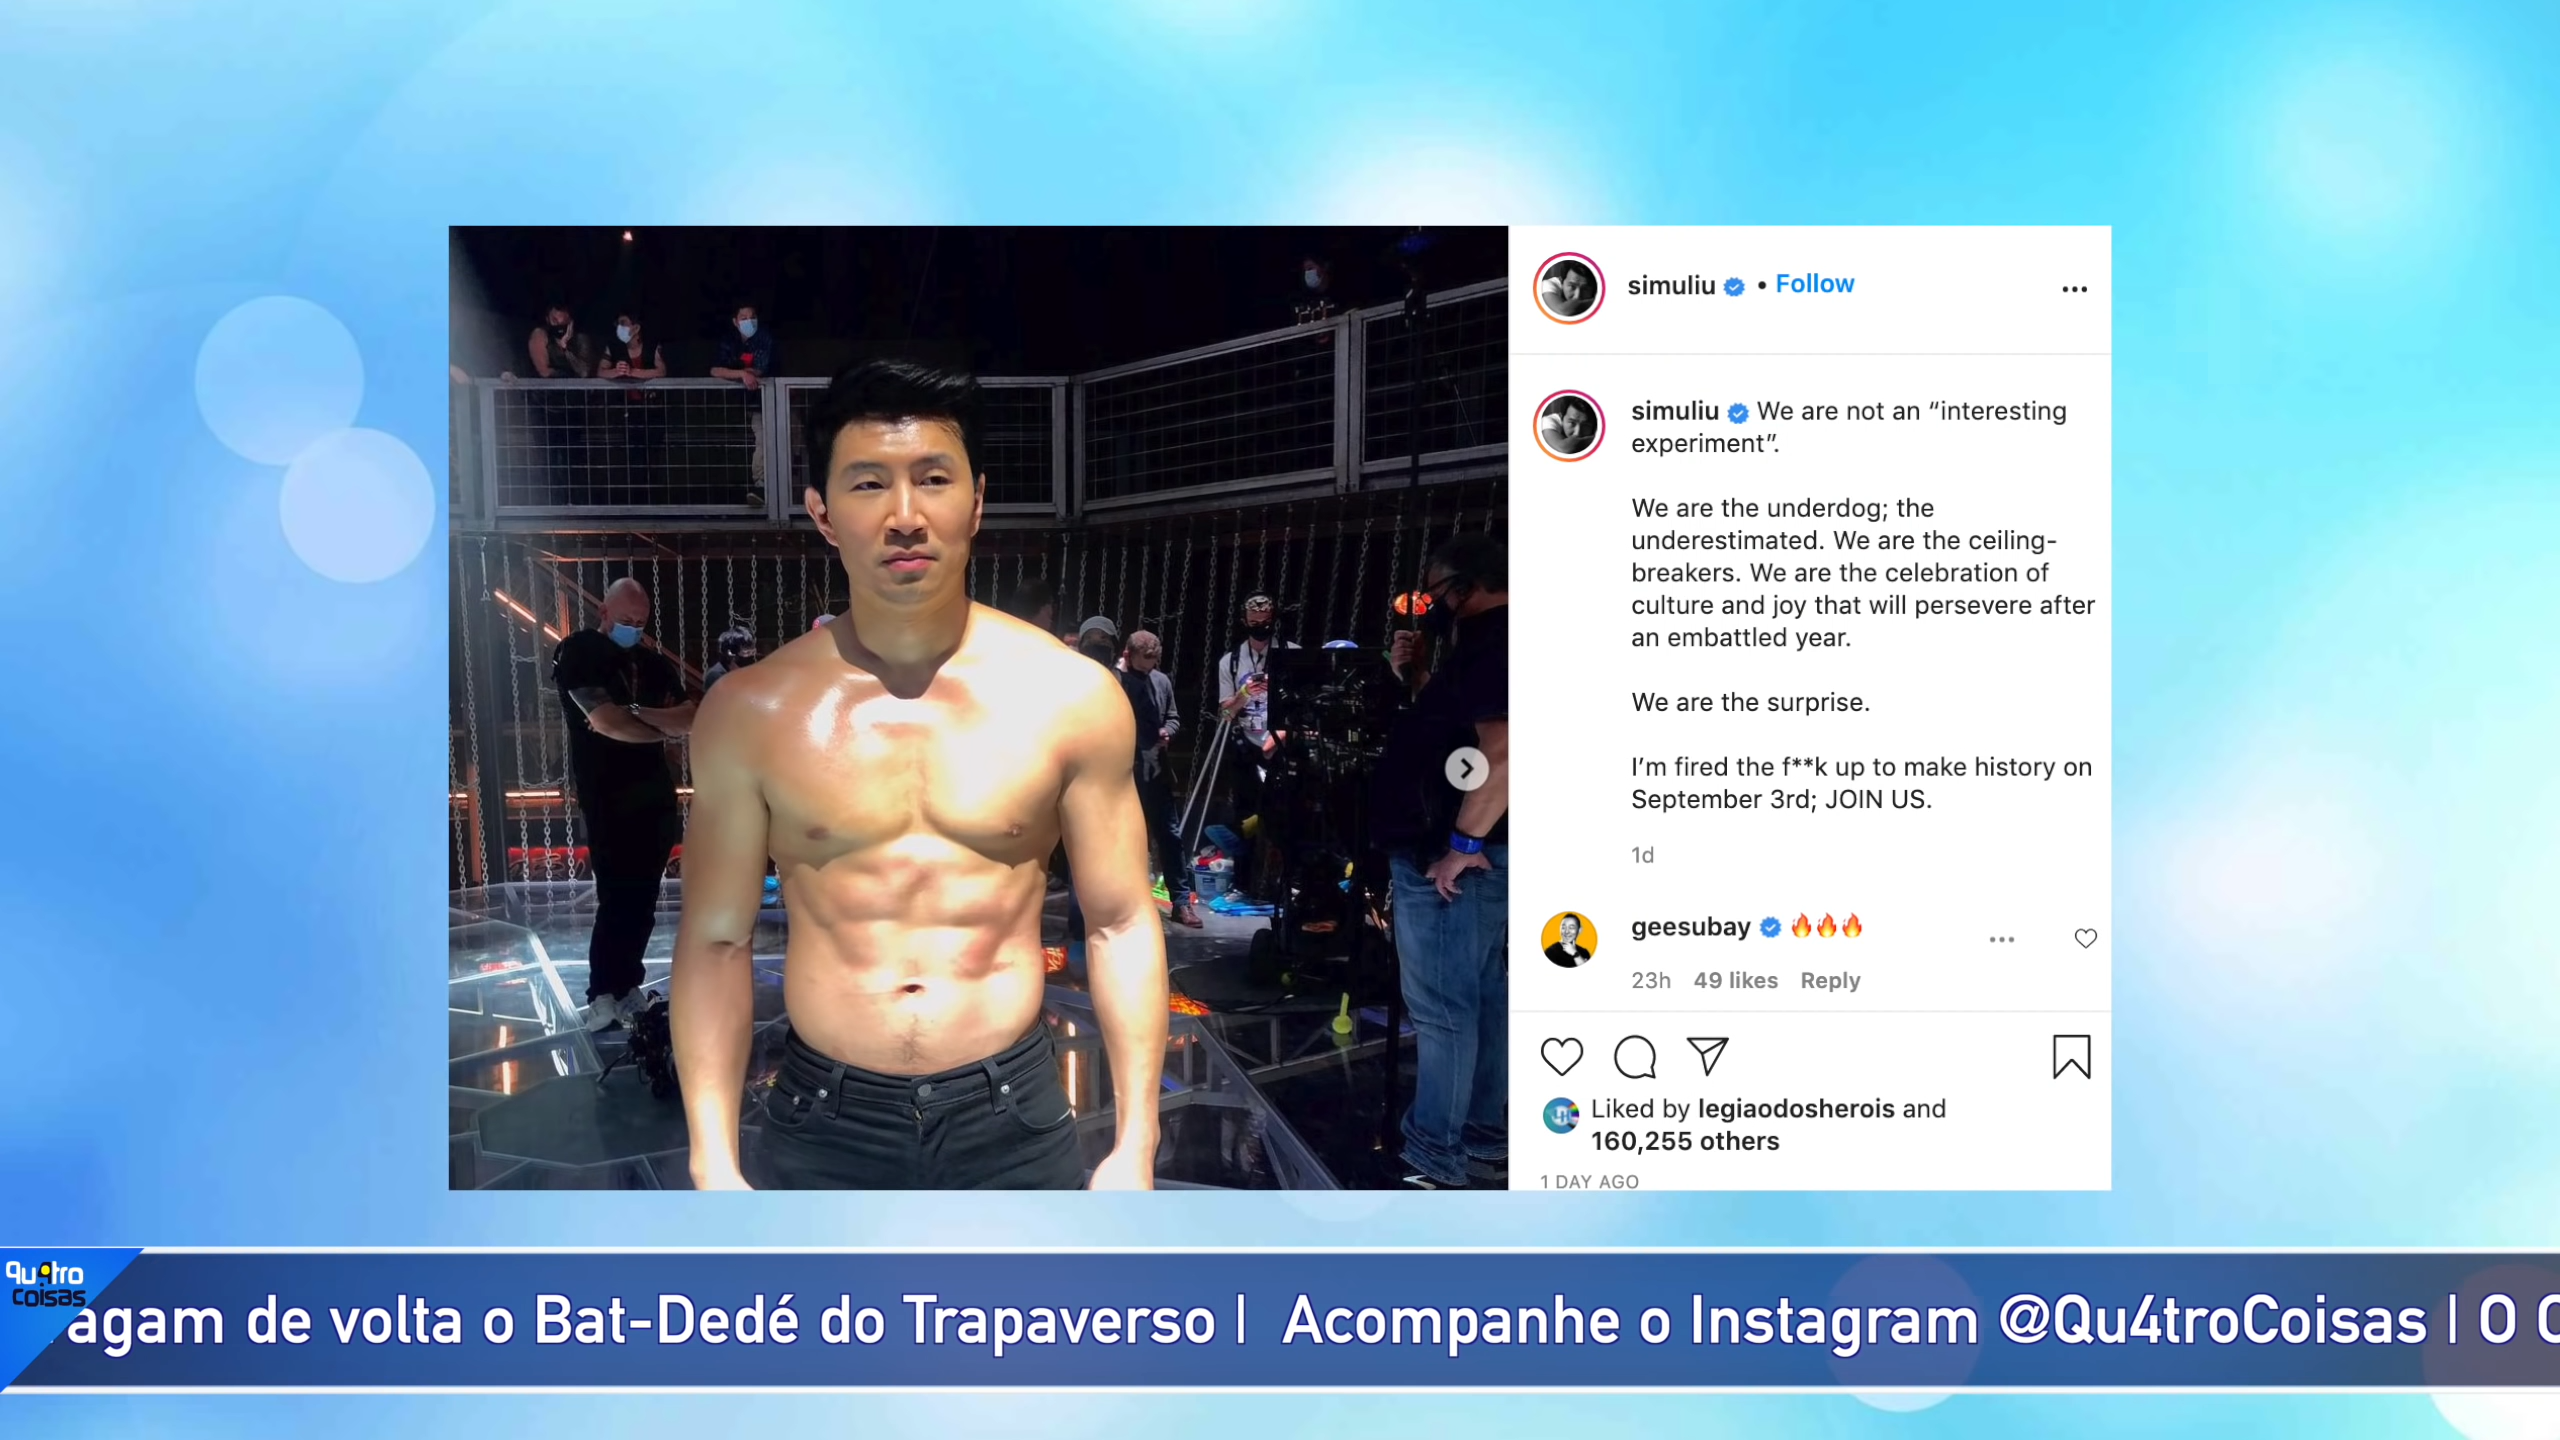 simuliu • Follow
simuliu We are not an “interesting
experiment”.
We are the underdog; the
underestimated. We are the ceiling-
breakers. We are the celebration of
culture and joy that will persevere after
an embattled year.
We are the surprise.
I’m fired the f**k up to make history on
September 3rd; JOIN US.
1d
geesubay 🔥🔥🔥
23h 49 likes Reply
Liked by legiaodosherois and
160,255 others
1 DAY AGO
qu4tro
coisas
agam de volta o Bat-Dedé do Trapaverso | Acompanhe o Instagram @Qu4troCoisas | O